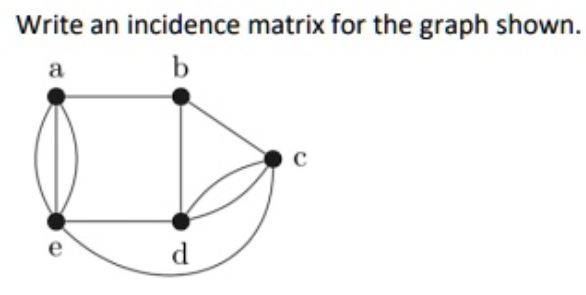 Write an incidence matrix for the graph shown.
a b
c
e d